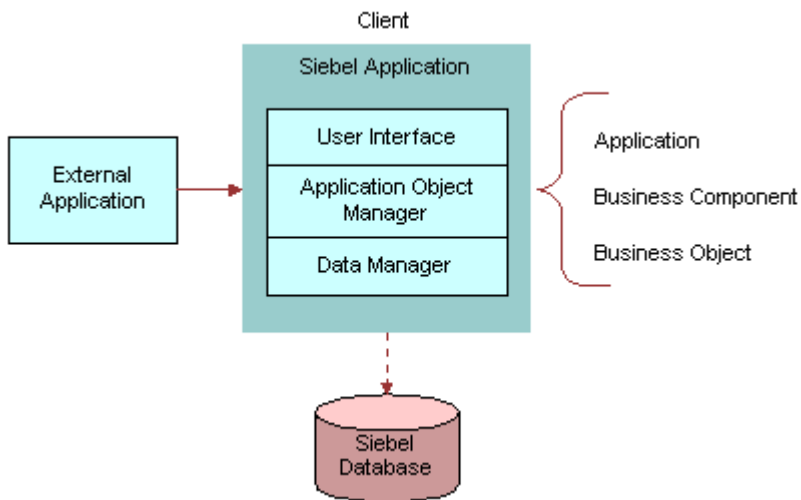 Client
Siebel Application
User Interface
Application Object
Manager
Data Manager
External
Application
Application
Business Component
Business Object
Siebel
Database